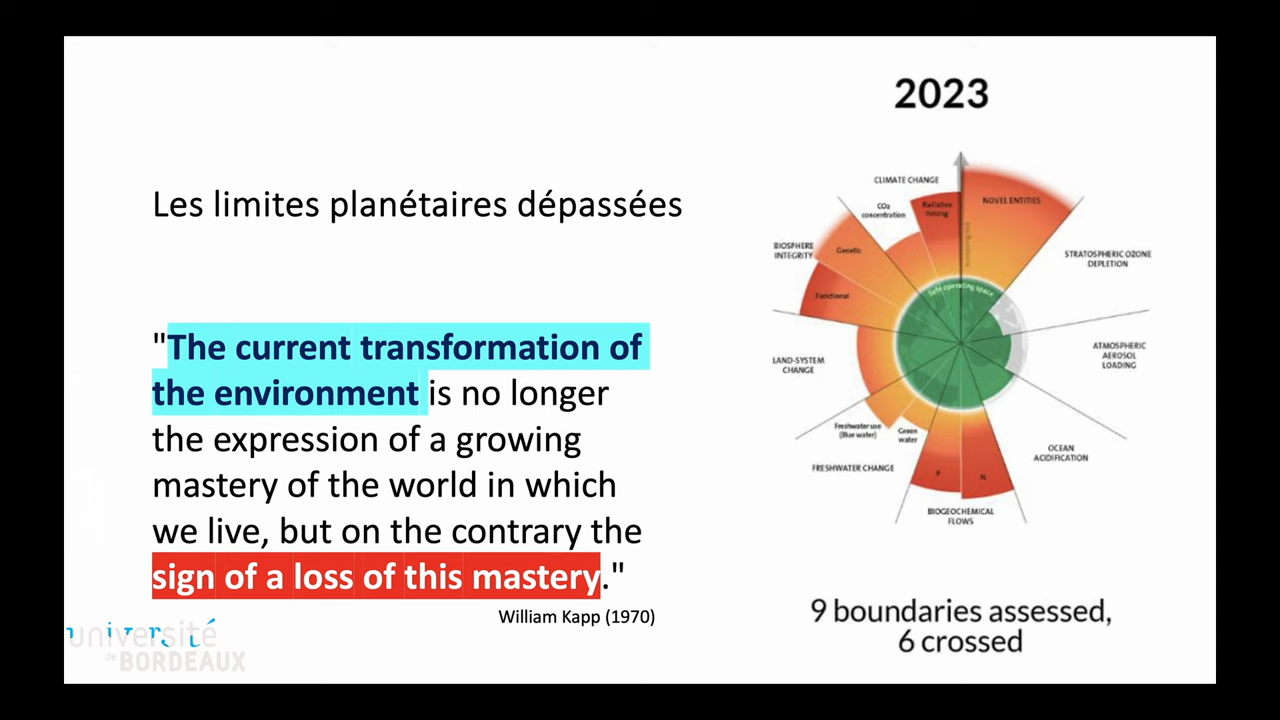 2023
Les limites planétaires dépassées
"The current transformation of
the environment is no longer
the expression of a growing
mastery of the world in which
we live, but on the contrary the
sign of a loss of this mastery."
William Kapp (1970)
université
de BORDEAUX
CLIMATE CHANGE
CO2
concentration
Radiative
forcing
NOVEL ENTITIES
STRATOSPHERIC OZONE
DEPLETION
ATMOSPHERIC
AEROSOL
LOADING
OCEAN
ACIDIFICATION
BIOGEOCHEMICAL
FLOWS
P
N
FRESHWATER CHANGE
Freshwater use
(Blue water)
Green
water
LAND-SYSTEM
CHANGE
BIOSPHERE
INTEGRITY
Genetic
Functional
Safe operating space
9 boundaries assessed,
6 crossed